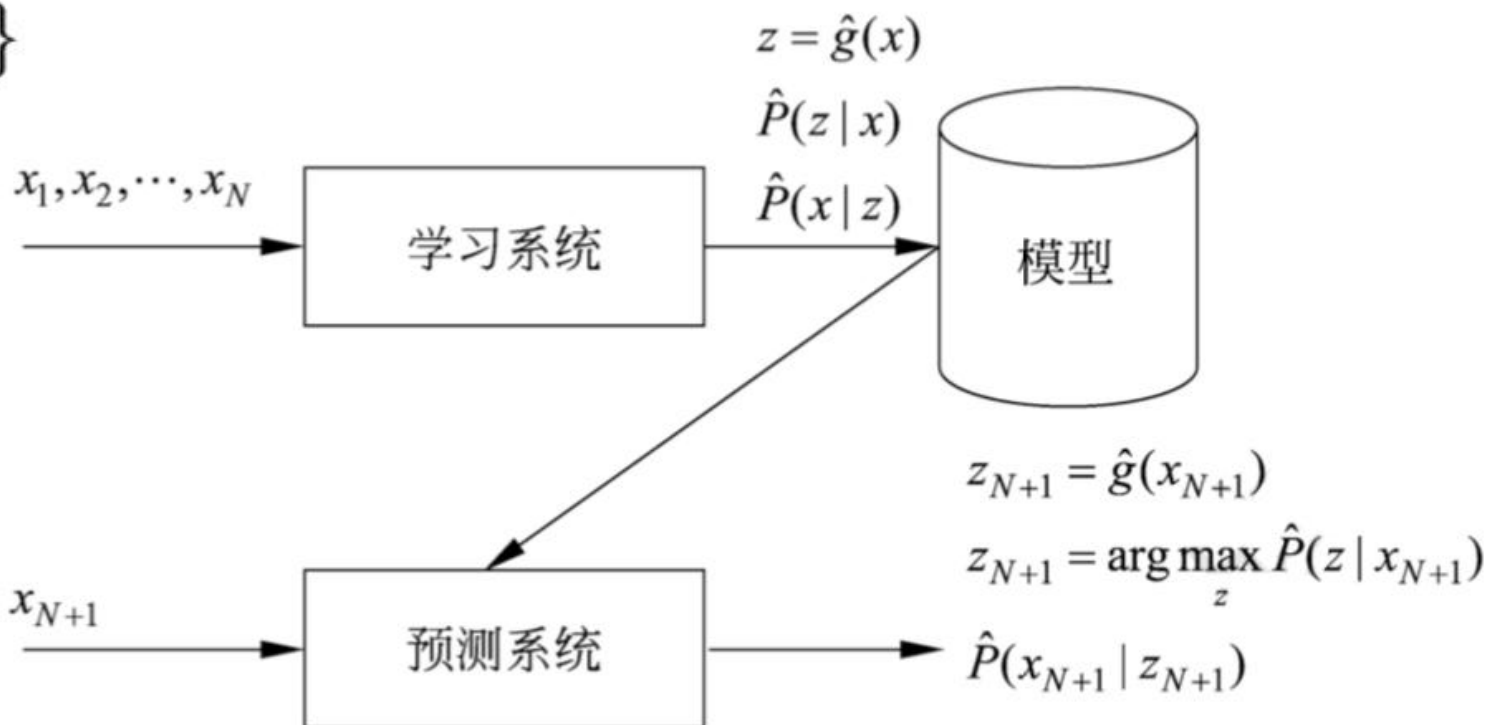 }
z = ĝ(x)
P̂(z | x)
P̂(x | z)
x₁, x₂, ⋯, x_N
学习系统
模型
z_{N+1} = ĝ(x_{N+1})
z_{N+1} = arg max_z P̂(z | x_{N+1})
x_{N+1}
预测系统
P̂(x_{N+1} | z_{N+1})